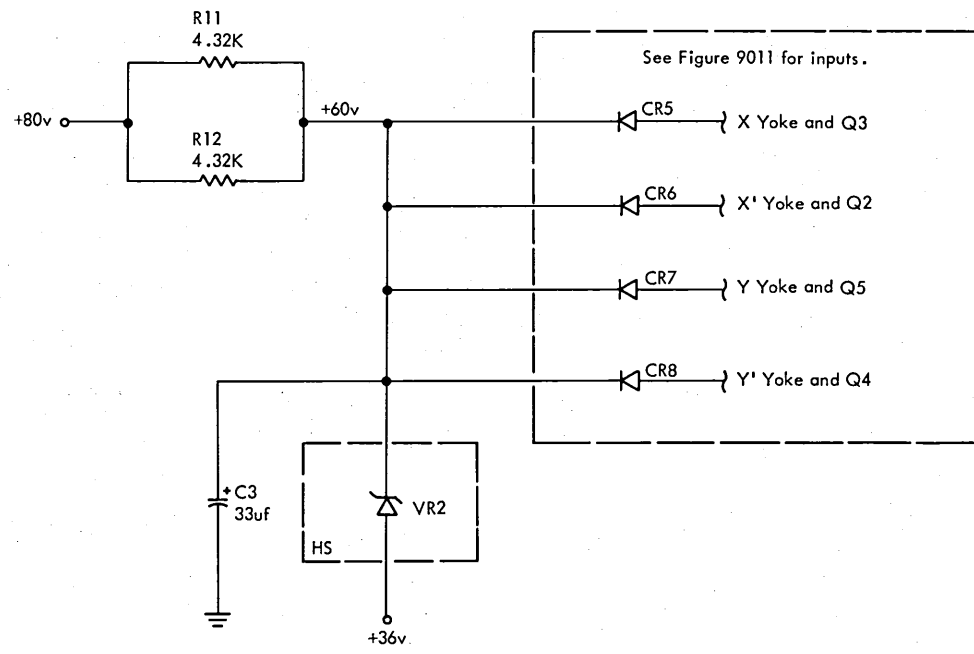 R11
4.32K
See Figure 9011 for inputs.
+80v
+60v
CR5
X Yoke and Q3
R12
4.32K
CR6
X' Yoke and Q2
CR7
Y Yoke and Q5
CR8
Y' Yoke and Q4
+
C3
33uf
VR2
HS
+36v